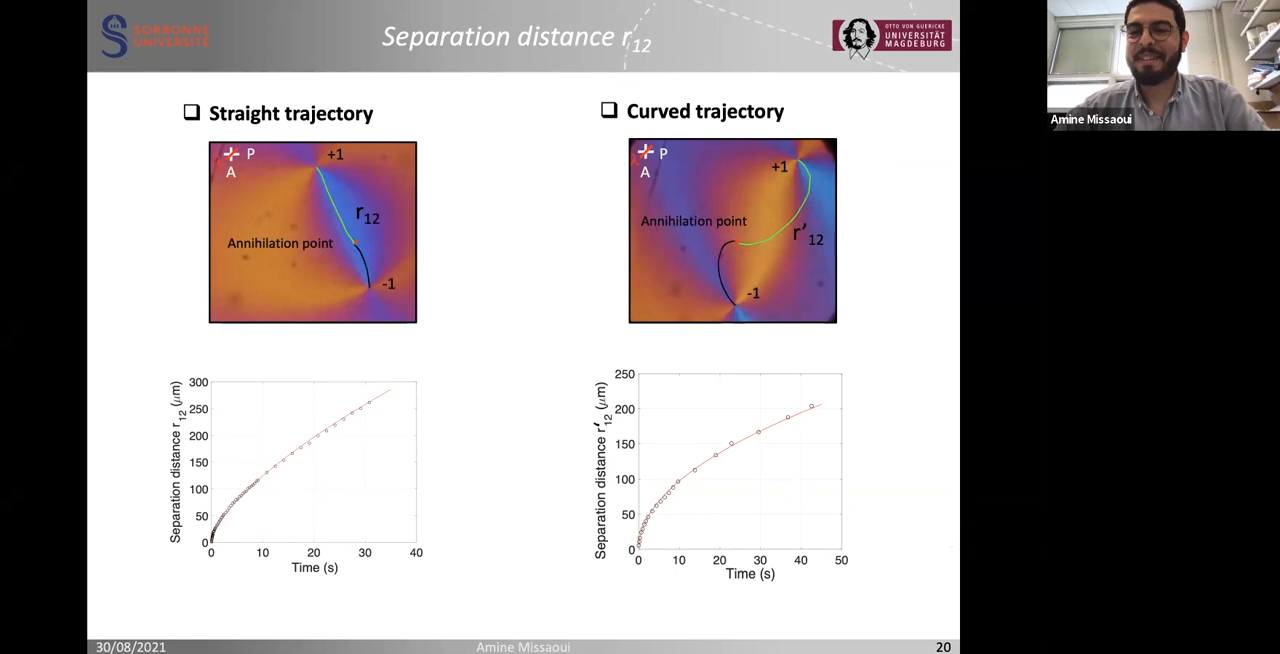 SORBONNE
UNIVERSITÉ
Separation distance r'12
OTTO VON GUERICKE
UNIVERSITÄT
MAGDEBURG
Amine Missaoui
❑ Straight trajectory
P
A
+1
r12
Annihilation point
-1
❑ Curved trajectory
P
A
+1
Annihilation point
r'12
-1
Separation distance r12 (μm)
300
250
200
150
100
50
0
0 10 20 30 40
Time (s)
Separation distance r'12 (μm)
250
200
150
100
50
0
0 10 20 30 40 50
Time (s)
30/08/2021
Amine Missaoui
20